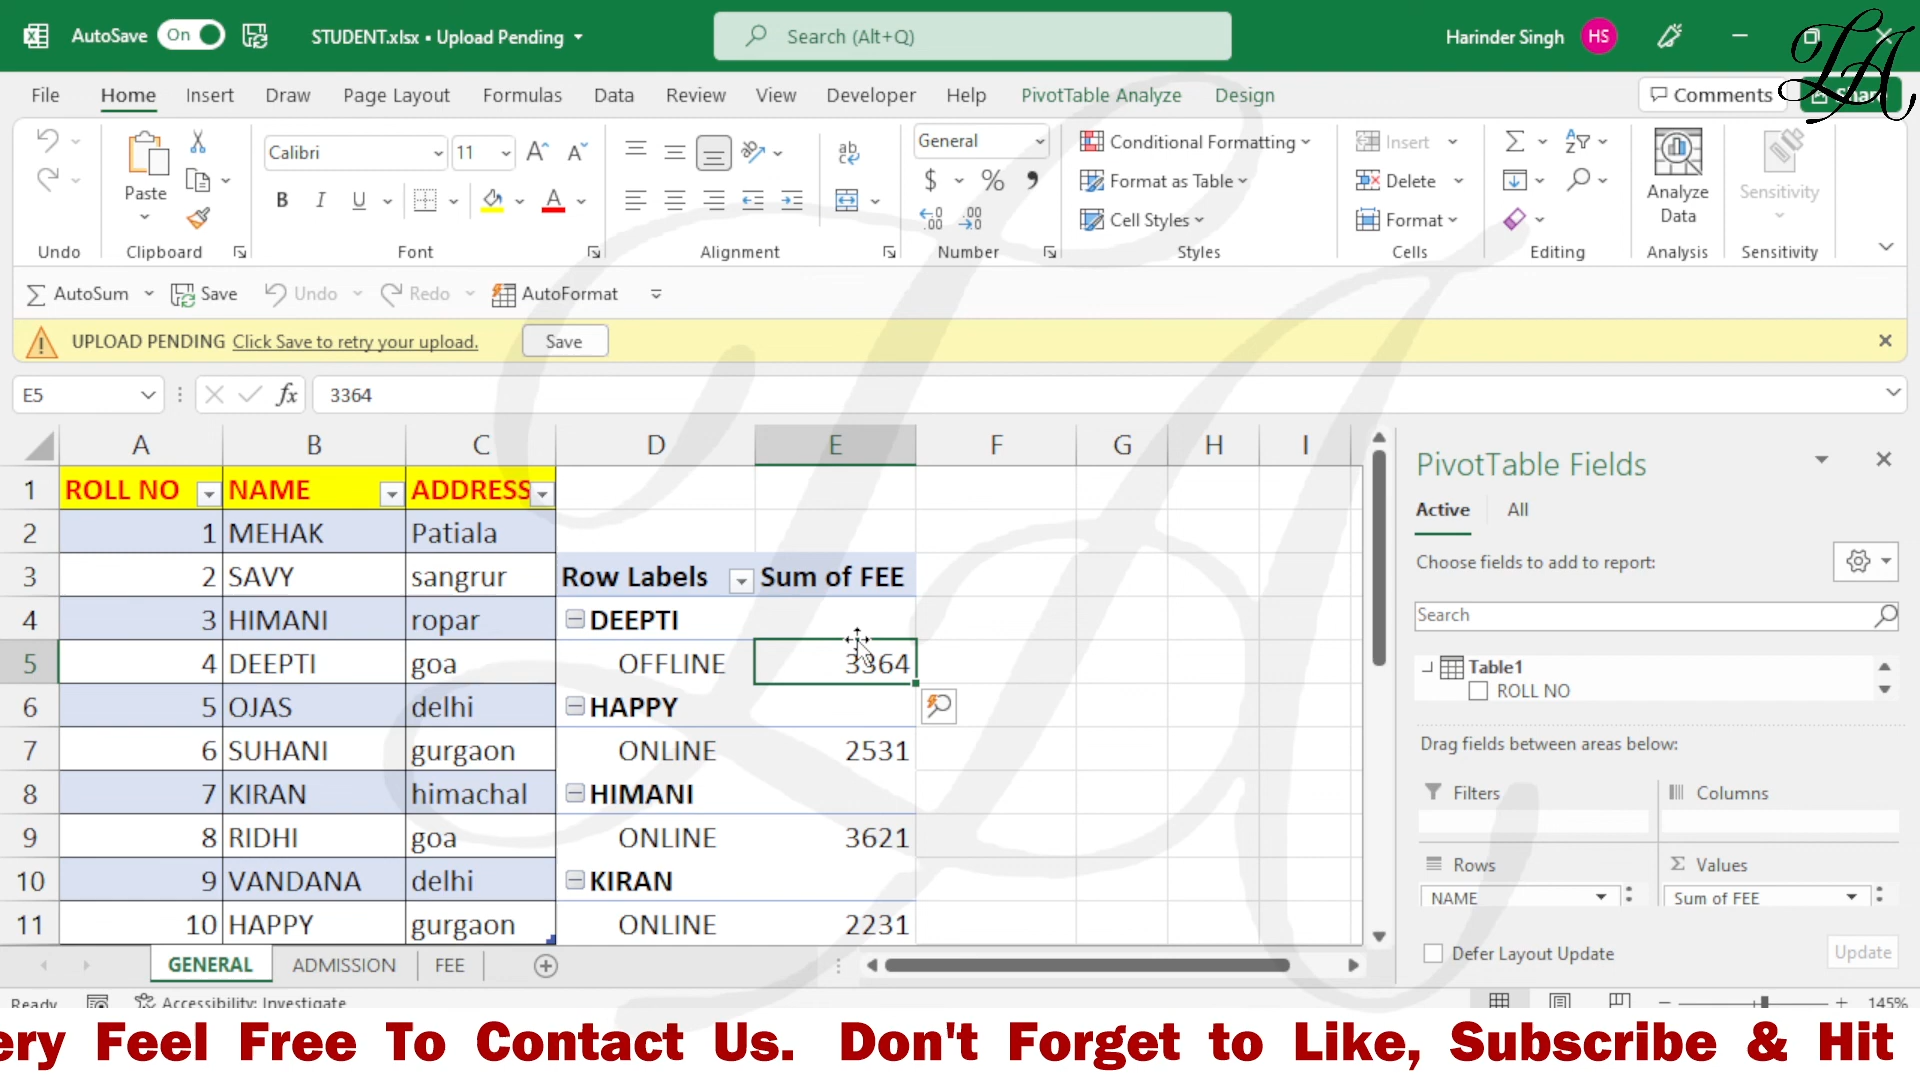 AutoSave On STUDENT.xlsx • Upload Pending Search (Alt+Q) Harinder Singh HS
File Home Insert Draw Page Layout Formulas Data Review View Developer Help PivotTable Analyze Design Comments
Paste Calibri 11 B I U General $ % Conditional Formatting Format as Table Cell Styles Insert Delete Format Analyze Data Sensitivity
Undo Clipboard Font Alignment Number Styles Cells Editing Analysis Sensitivity
AutoSum Save Undo Redo AutoFormat
UPLOAD PENDING Click Save to retry your upload. Save
E5 fx 3364
A B C D E F G H I
1 ROLL NO NAME ADDRESS
2 1 MEHAK Patiala
3 2 SAVY sangrur Row Labels Sum of FEE
4 3 HIMANI ropar DEEPTI
5 4 DEEPTI goa OFFLINE 3364
6 5 OJAS delhi HAPPY
7 6 SUHANI gurgaon ONLINE 2531
8 7 KIRAN himachal HIMANI
9 8 RIDHI goa ONLINE 3621
10 9 VANDANA delhi KIRAN
11 10 HAPPY gurgaon ONLINE 2231
PivotTable Fields
Active All
Choose fields to add to report:
Search
Table1
ROLL NO
Drag fields between areas below:
Filters Columns
Rows Values
NAME Sum of FEE
Defer Layout Update Update
GENERAL ADMISSION FEE
Ready Accessibility: Investigate 145%
ery Feel Free To Contact Us. Don't Forget to Like, Subscribe & Hit
LA